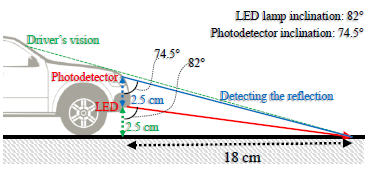 LED lamp inclination: 82°
Photodetector inclination: 74.5°
Driver's vision
74.5°
82°
Photodetector
LED
2.5 cm
Detecting the reflection
2.5 cm
18 cm